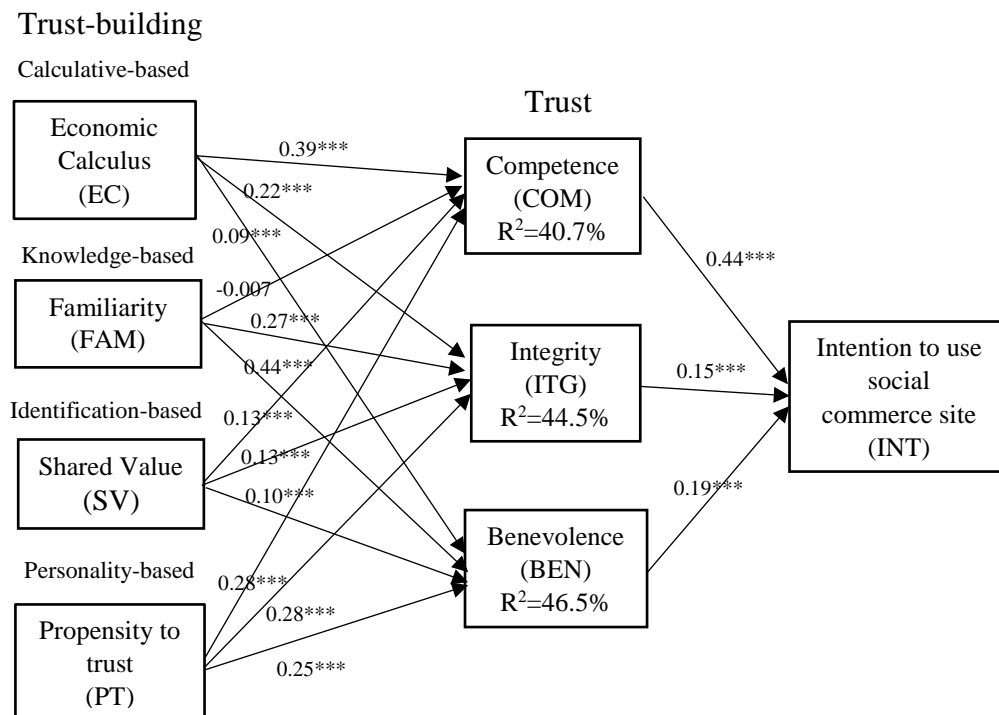 Trust-building
Calculative-based
Economic
Calculus
(EC)
Knowledge-based
Familiarity
(FAM)
Identification-based
Shared Value
(SV)
Personality-based
Propensity to
trust
(PT)
0.39***
0.22***
0.09***
-0.007
0.27***
0.44***
0.13***
0.13***
0.10***
0.28***
0.28***
0.25***
Trust
Competence
(COM)
R²=40.7%
Integrity
(ITG)
R²=44.5%
Benevolence
(BEN)
R²=46.5%
0.44***
0.15***
0.19***
Intention to use
social
commerce site
(INT)